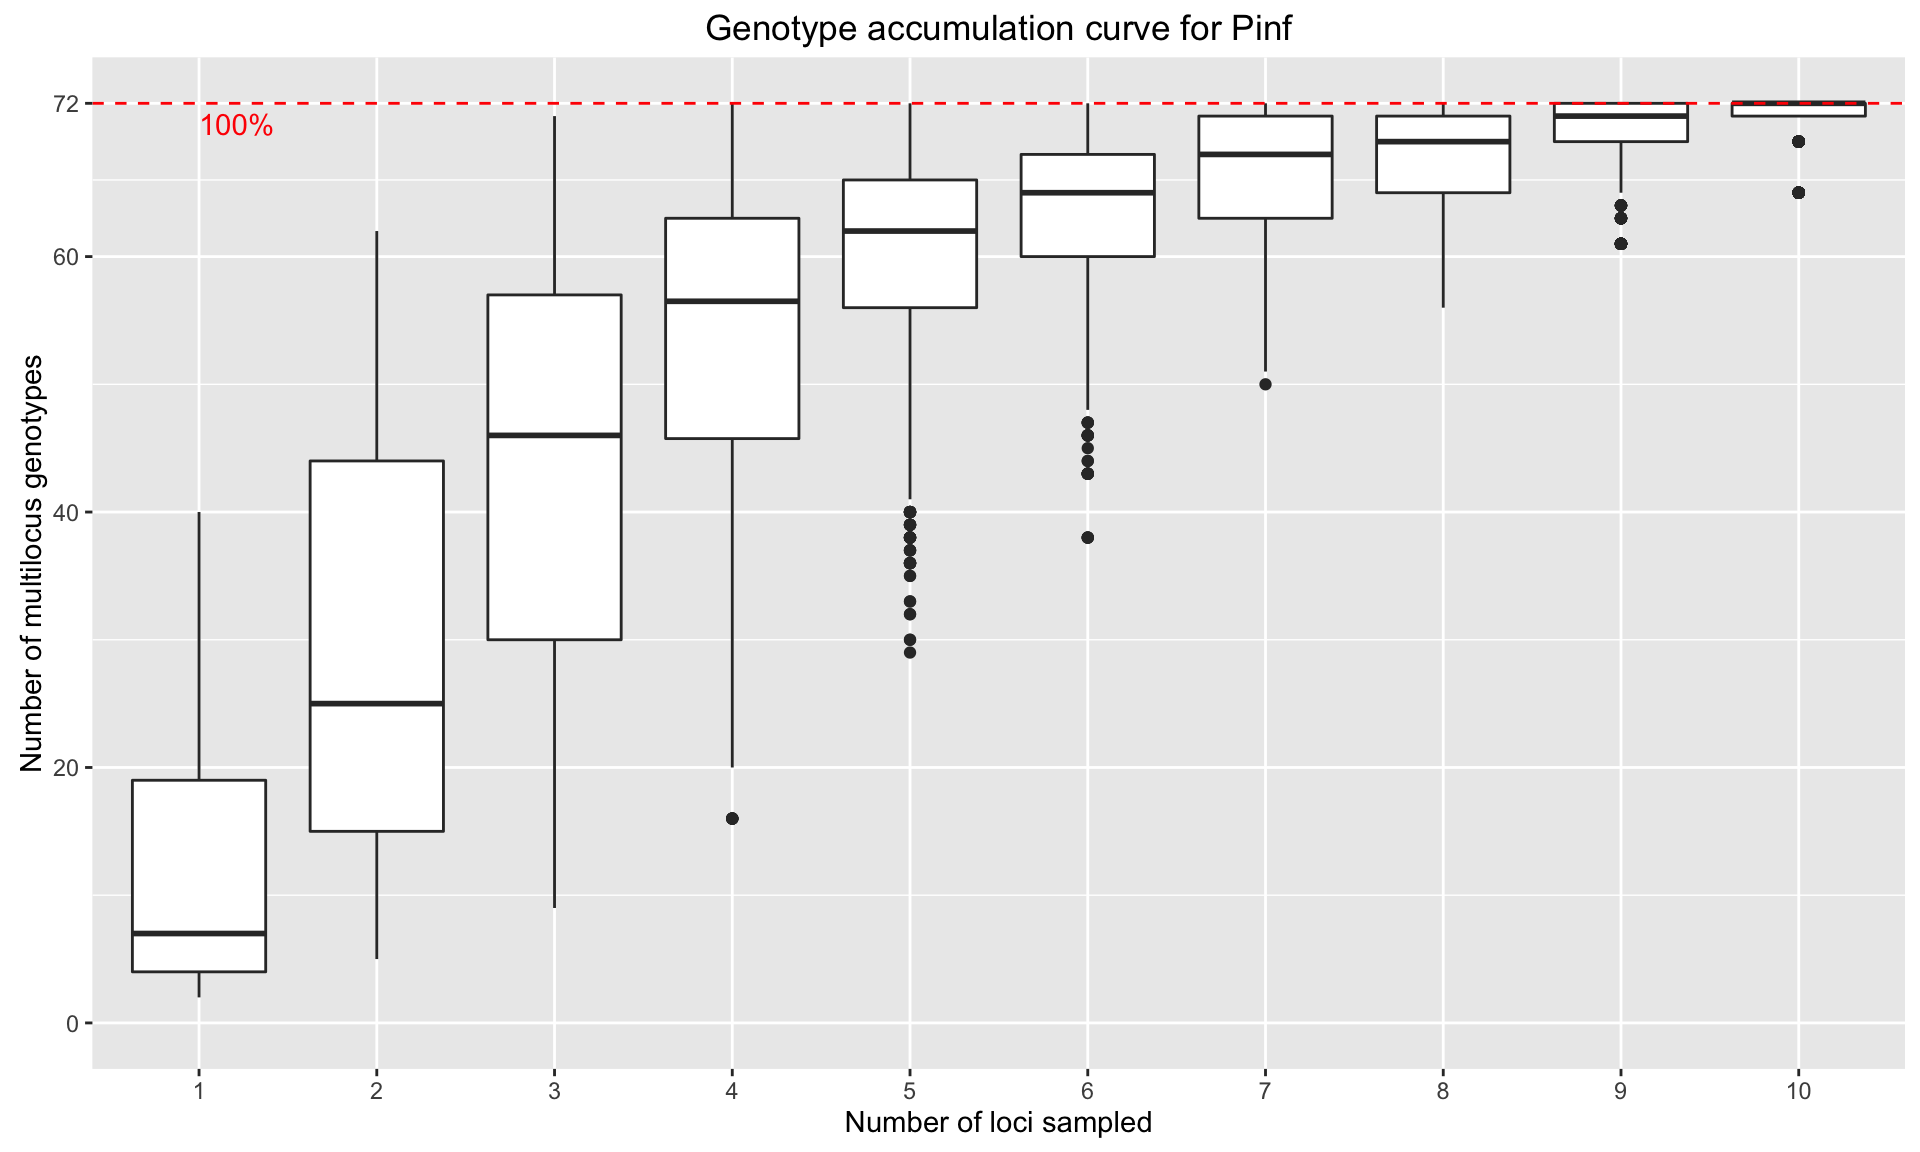 Genotype accumulation curve for Pinf
72
100%
60
40
20
0
Number of multilocus genotypes
1 2 3 4 5 6 7 8 9 10
Number of loci sampled